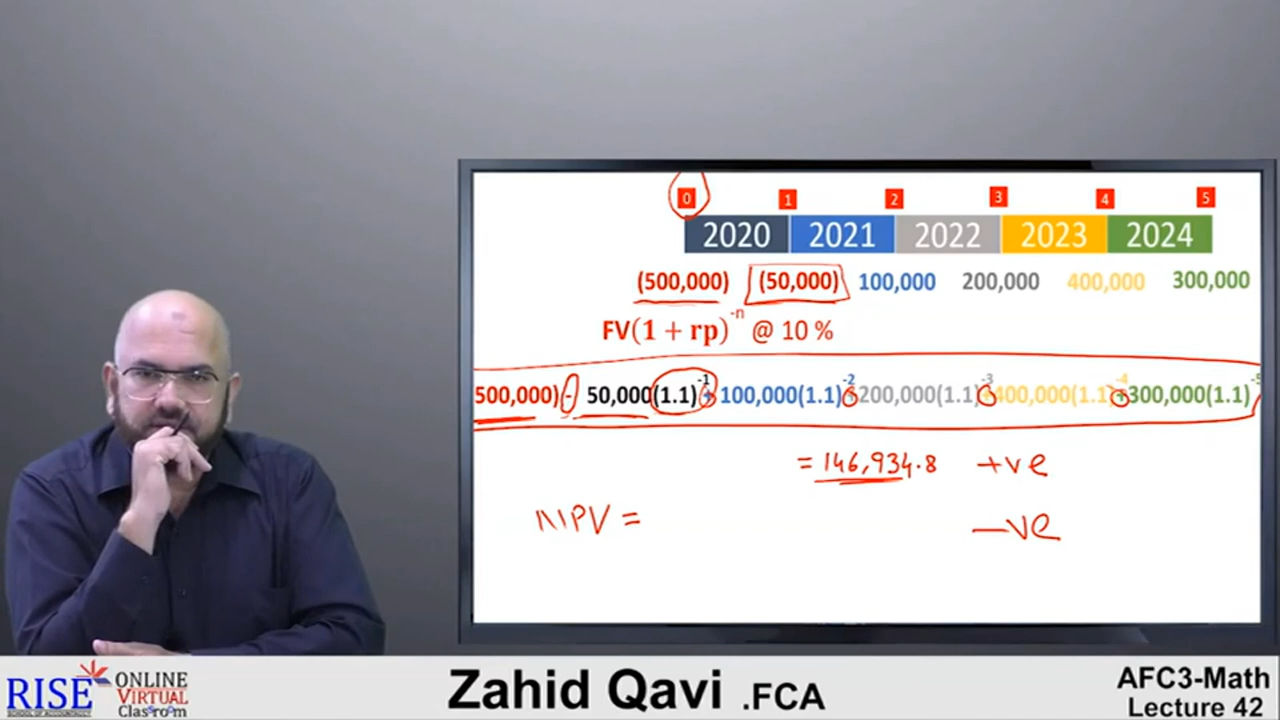 0 1 2 3 4 5
2020 2021 2022 2023 2024
(500,000) (50,000) 100,000 200,000 400,000 300,000
FV(1 + rp)-n @ 10 %
500,000) - 50,000(1.1)-1 + 100,000(1.1)-2 200,000(1.1)-3 400,000(1.1)-4 +300,000(1.1)-5
= 146,934.8 +ve
NPV = -ve
RISE ONLINE VIRTUAL Classroom
SCHOOL OF ACCOUNTANCY
Zahid Qavi .FCA
AFC3-Math
Lecture 42